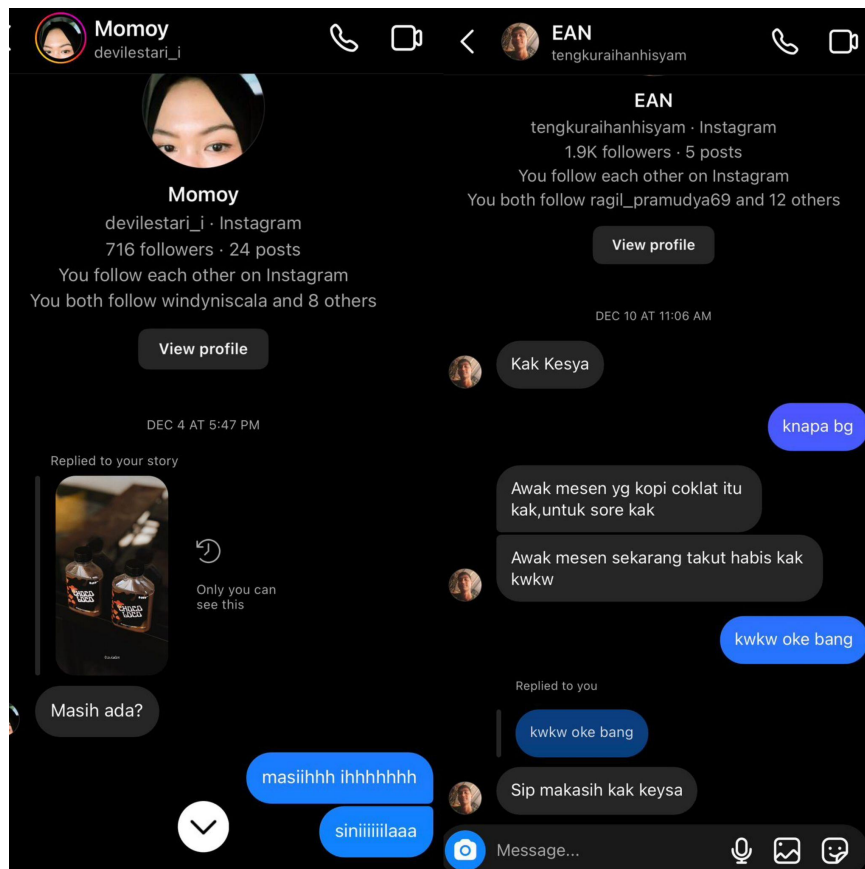 Momoy
devilestari_i
Momoy
devilestari_i · Instagram
716 followers · 24 posts
You follow each other on Instagram
You both follow windyniscala and 8 others
View profile
DEC 4 AT 5:47 PM
Replied to your story
CHOCO
LOCO
CHOCO
LOCO
Only you can
see this
Masih ada?
masiihhh ihhhhhhh
siniiiiiilaaa
EAN
tengkuraihanhisyam
EAN
tengkuraihanhisyam · Instagram
1.9K followers · 5 posts
You follow each other on Instagram
You both follow ragil_pramudya69 and 12 others
View profile
DEC 10 AT 11:06 AM
Kak Kesya
knapa bg
Awak mesen yg kopi coklat itu
kak,untuk sore kak
Awak mesen sekarang takut habis kak
kwkw
kwkw oke bang
Replied to you
kwkw oke bang
Sip makasih kak keysa
Message...